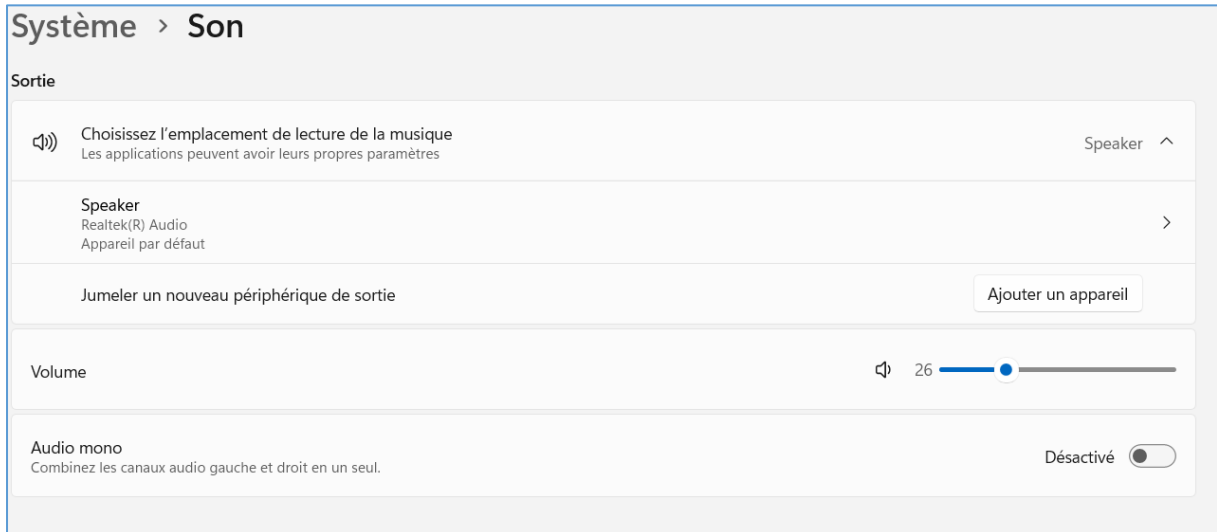 Système > Son
Sortie
Choisissez l’emplacement de lecture de la musique
Les applications peuvent avoir leurs propres paramètres
Speaker
Speaker
Realtek(R) Audio
Appareil par défaut
Jumeler un nouveau périphérique de sortie
Ajouter un appareil
Volume
26
Audio mono
Combinez les canaux audio gauche et droit en un seul.
Désactivé